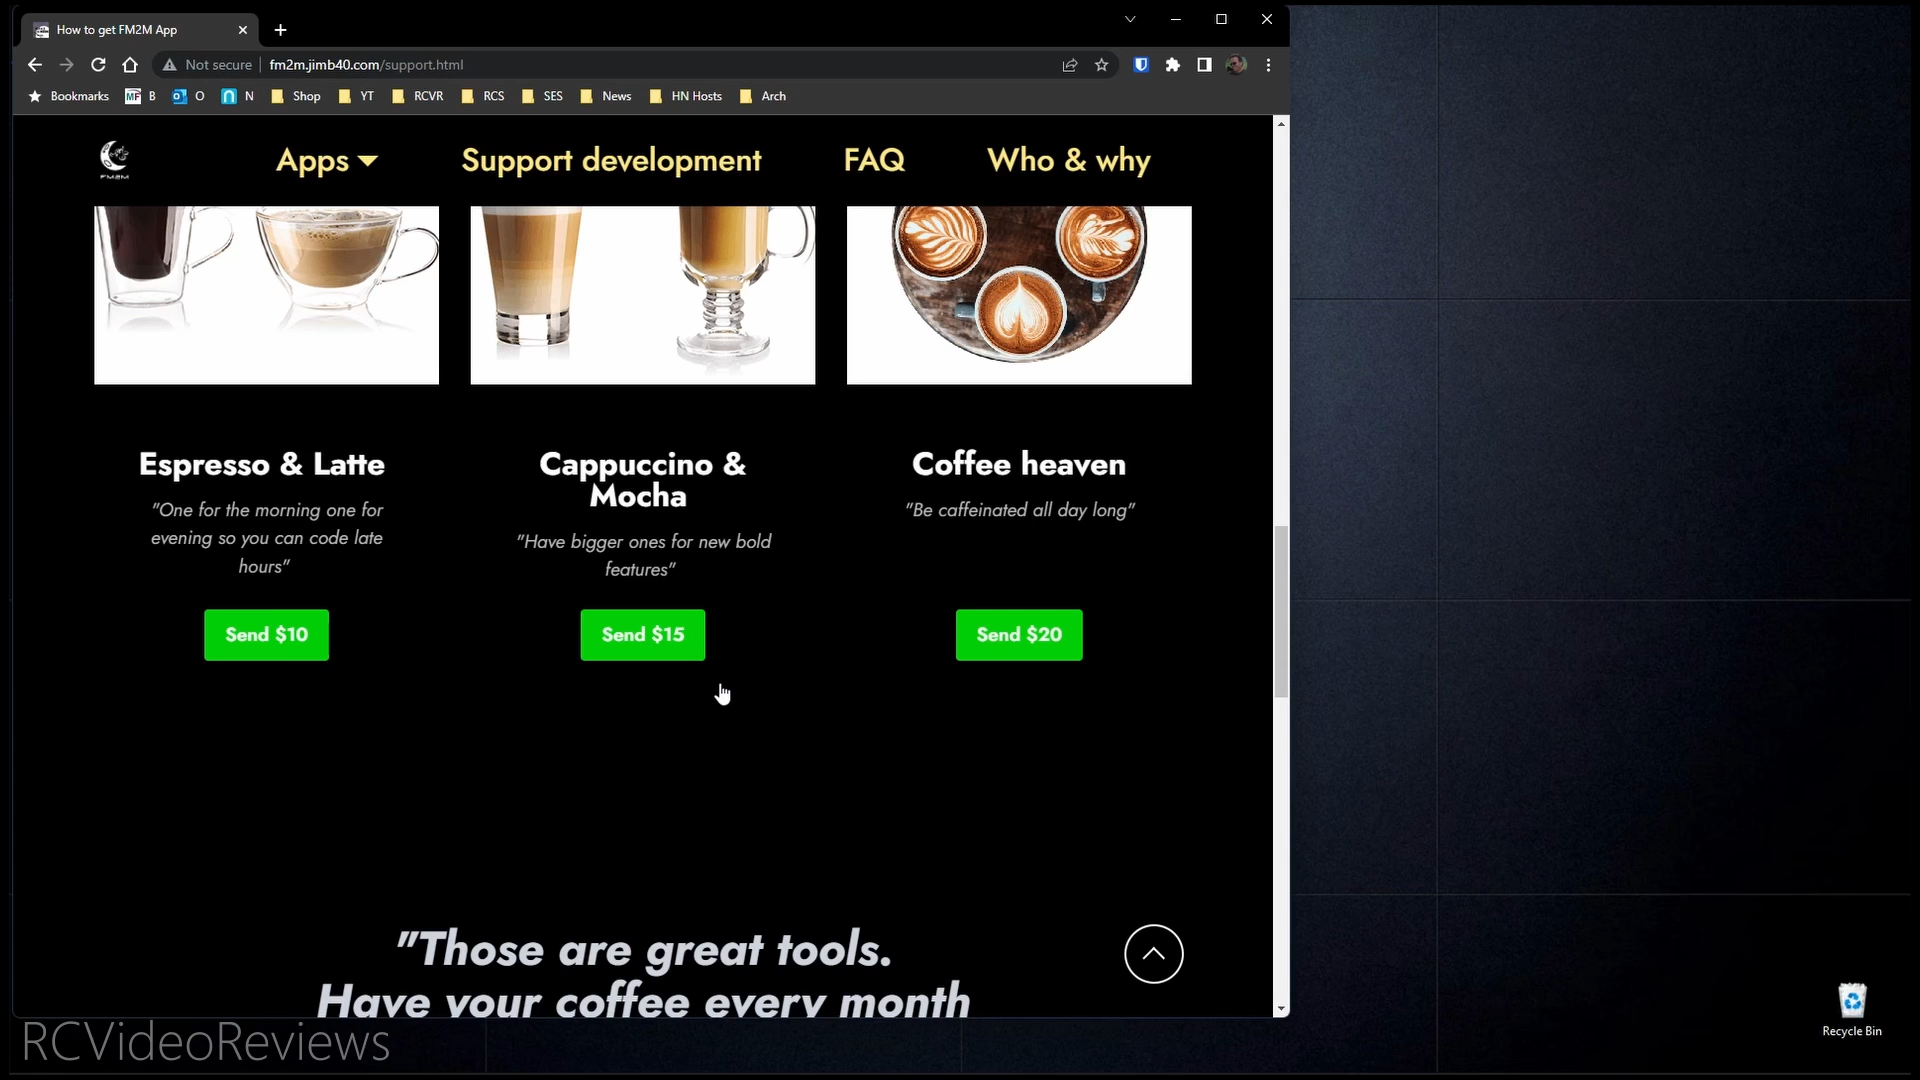 How to get FM2M App
Not secure
fm2m.jimb40.com/support.html
Bookmarks
MF B
O
n N
Shop
YT
RCVR
RCS
SES
News
HN Hosts
Arch
FM2M
Apps
Support development
FAQ
Who & why
Espresso & Latte
"One for the morning one for
evening so you can code late
hours"
Send $10
Cappuccino &
Mocha
"Have bigger ones for new bold
features"
Send $15
Coffee heaven
"Be caffeinated all day long"
Send $20
"Those are great tools.
Have your coffee every month
RCVideoReviews
Recycle Bin